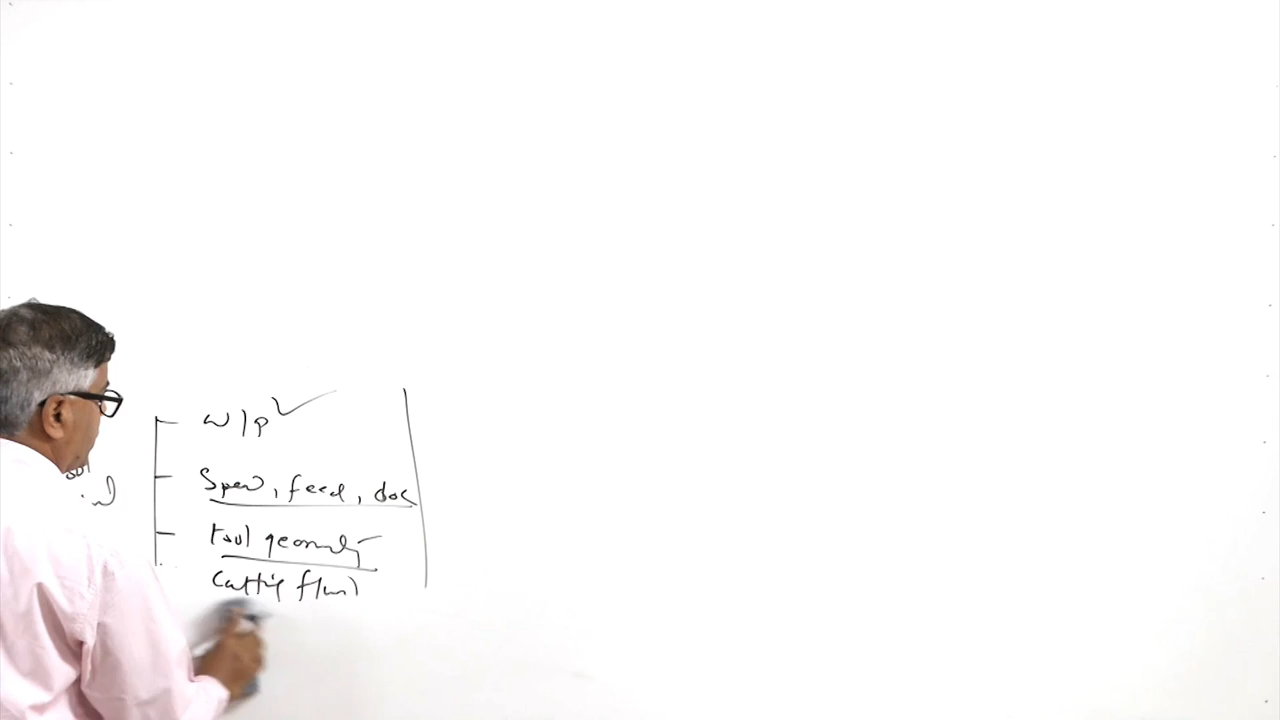 w/p
Speed, feed, doc
tool geometry
cutting fluid